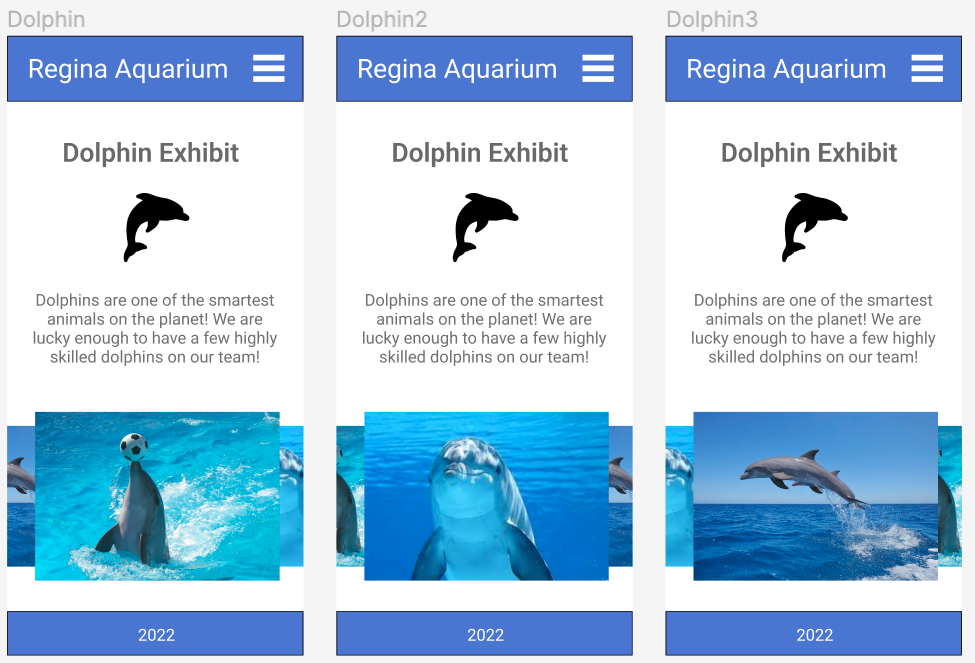 Dolphin
Dolphin2
Dolphin3
Regina Aquarium
Regina Aquarium
Regina Aquarium
Dolphin Exhibit
Dolphin Exhibit
Dolphin Exhibit
Dolphins are one of the smartest
animals on the planet! We are
lucky enough to have a few highly
skilled dolphins on our team!
Dolphins are one of the smartest
animals on the planet! We are
lucky enough to have a few highly
skilled dolphins on our team!
Dolphins are one of the smartest
animals on the planet! We are
lucky enough to have a few highly
skilled dolphins on our team!
2022
2022
2022